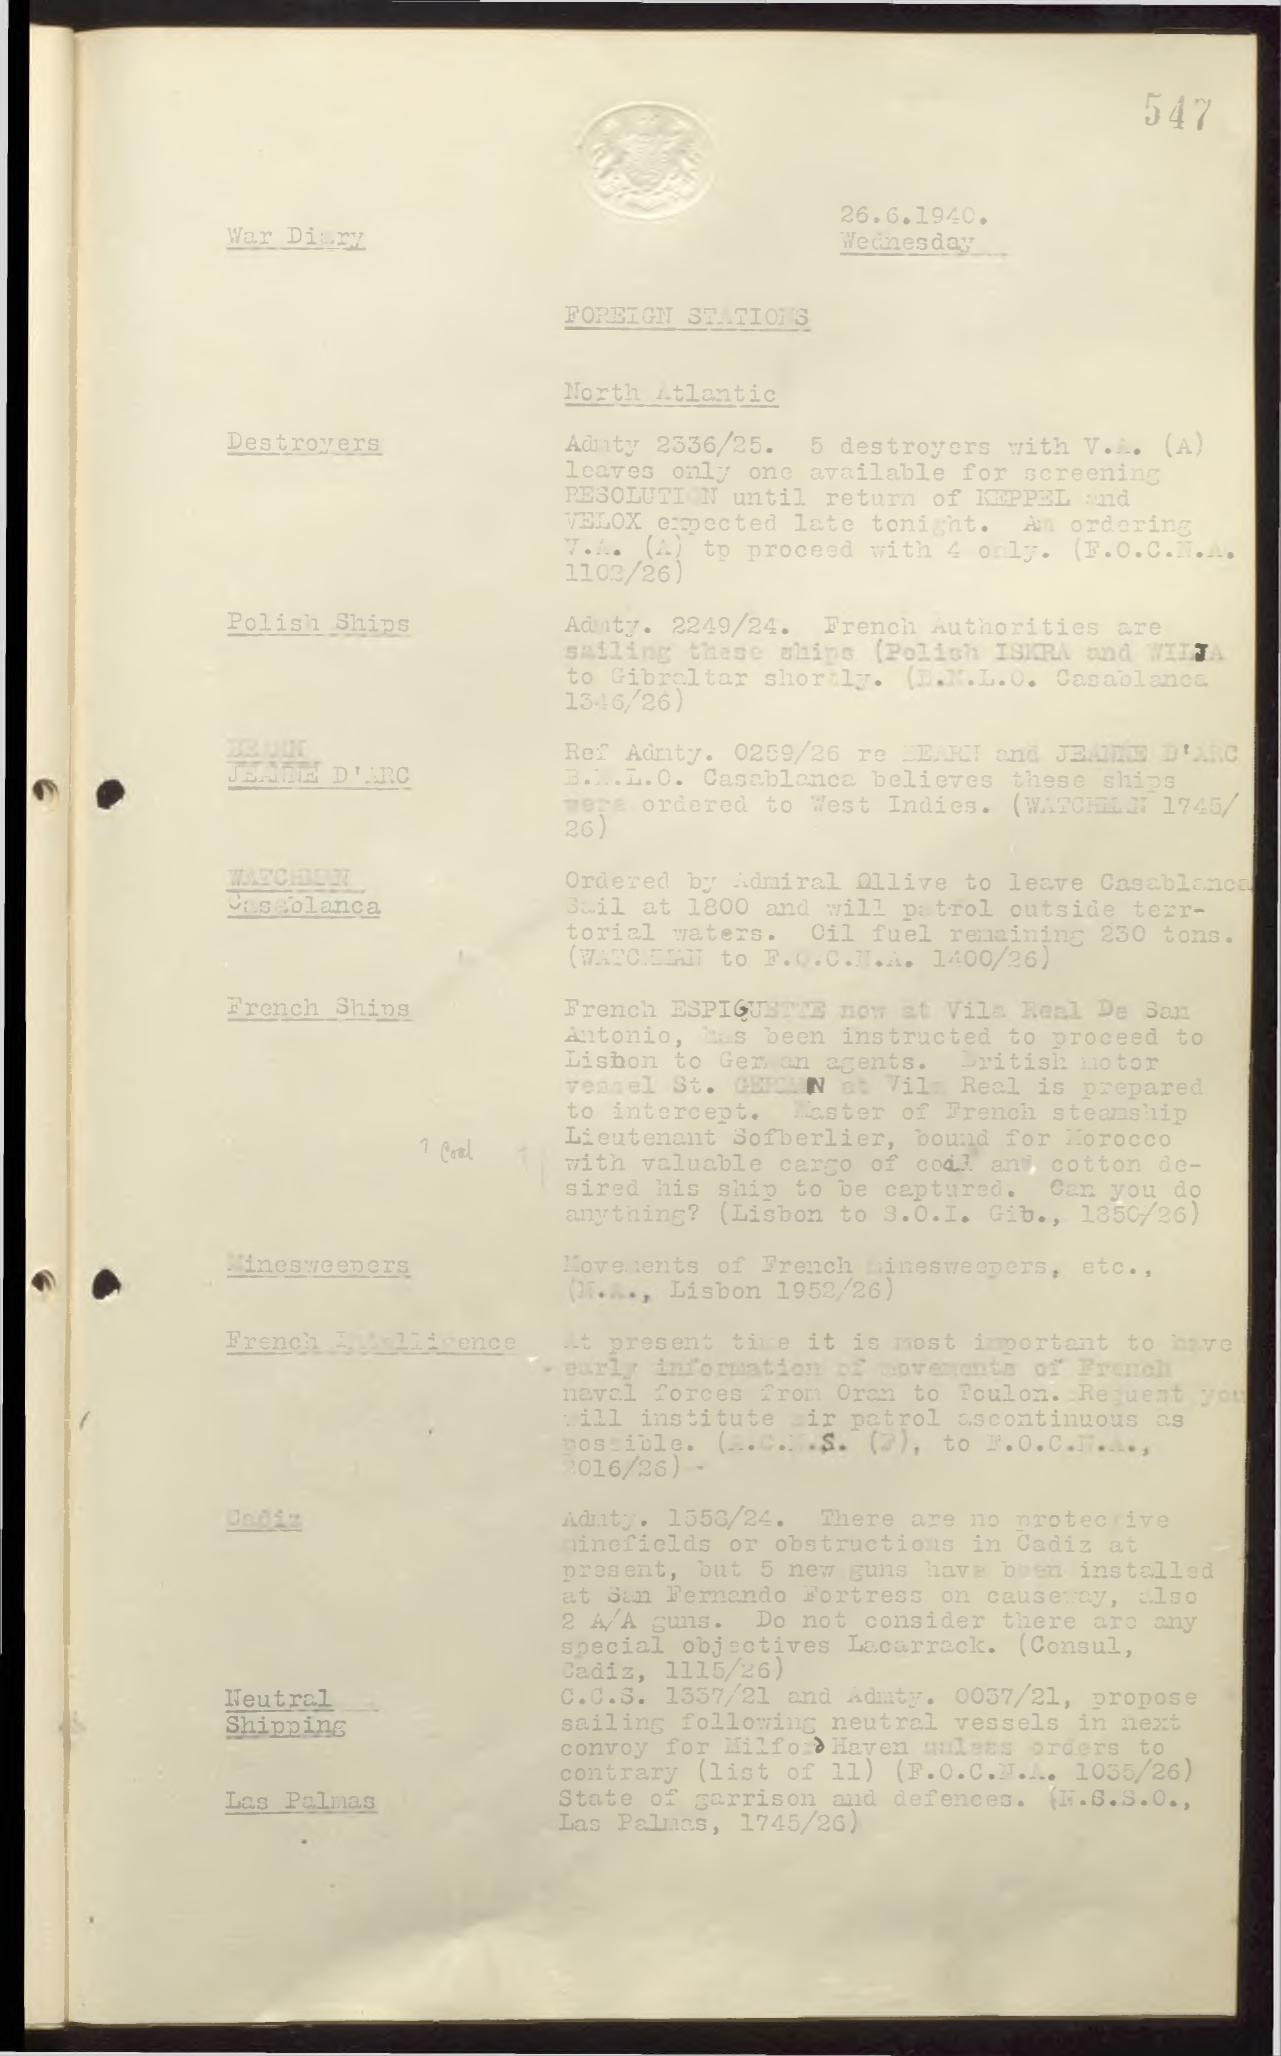 547
26.6.1940.
War Diary
Wednesday
FOREIGN STATIONS
North Atlantic
Destroyers
Admty 2336/25. 5 destroyers with V.A. (A)
leaves only one available for screening
RESOLUTION until return of KEPPEL and
VELOX expected late tonight. Am ordering
V.A. (A) tp proceed with 4 only. (F.O.C.N.A.
1102/26)
Polish Ships
Admty. 2249/24. French Authorities are
sailing these ships (Polish ISKRA and WILJA
to Gibraltar shortly. (B.N.L.O. Casablanca
1346/26)
BEARN
JEANNE D'ARC
Ref Admty. 0259/26 re BEARN and JEANNE D'ARC
B.N.L.O. Casablanca believes these ships
were ordered to West Indies. (WATCHMAN 1745/
26)
WATCHMAN
Casablanca
Ordered by Admiral Ollive to leave Casablanca
Sail at 1800 and will patrol outside terr-
torial waters. Oil fuel remaining 230 tons.
(WATCHMAN to F.O.C.N.A. 1400/26)
French Ships
French ESPIGUETTE now at Vila Real De San
Antonio, has been instructed to proceed to
Lisbon to German agents. British motor
vessel St. GERMAN at Vila Real is prepared
to intercept. Master of French steamship
Lieutenant Sofberlier, bound for Morocco
? Coal
with valuable cargo of coil and cotton de-
sired his ship to be captured. Can you do
anything? (Lisbon to S.O.I. Gib., 1850/26)
Minesweepers
Movements of French minesweepers, etc.,
(N.A., Lisbon 1952/26)
French Intelligence
At present time it is most important to have
early information of movements of French
naval forces from Oran to Toulon. Request you
will institute air patrol ascontinuous as
possible. (A.C.N.S. (F), to F.O.C.N.A.,
2016/26)
Cadiz
Admty. 1558/24. There are no protective
minefields or obstructions in Cadiz at
present, but 5 new guns have been installed
at San Fernando Fortress on causeway, also
2 A/A guns. Do not consider there are any
special objectives Lacarrack. (Consul,
Cadiz, 1115/26)
Neutral
Shipping
C.C.S. 1337/21 and Admty. 0037/21, propose
sailing following neutral vessels in next
convoy for Milford Haven unless orders to
contrary (list of 11) (F.O.C.N.A. 1035/26)
Las Palmas
State of garrison and defences. (N.C.S.O.,
Las Palmas, 1745/26)